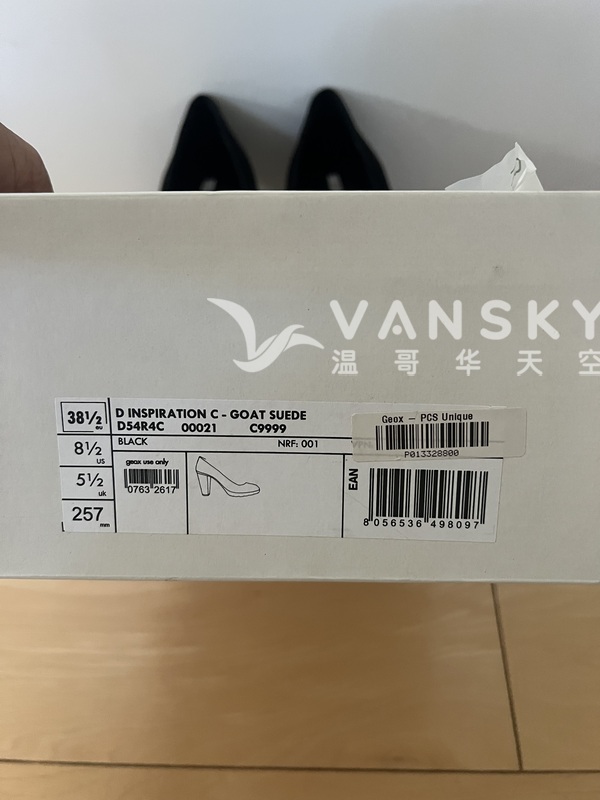 VANSKY
温哥华天空
38½ eu
D INSPIRATION C - GOAT SUEDE
D54R4C 00021 C9999
Geox - PCS Unique
P013328800
8½ us
BLACK NRF: 001
5½ uk
geox use only
0763 2617
EAN
257 mm
8 056536 498097